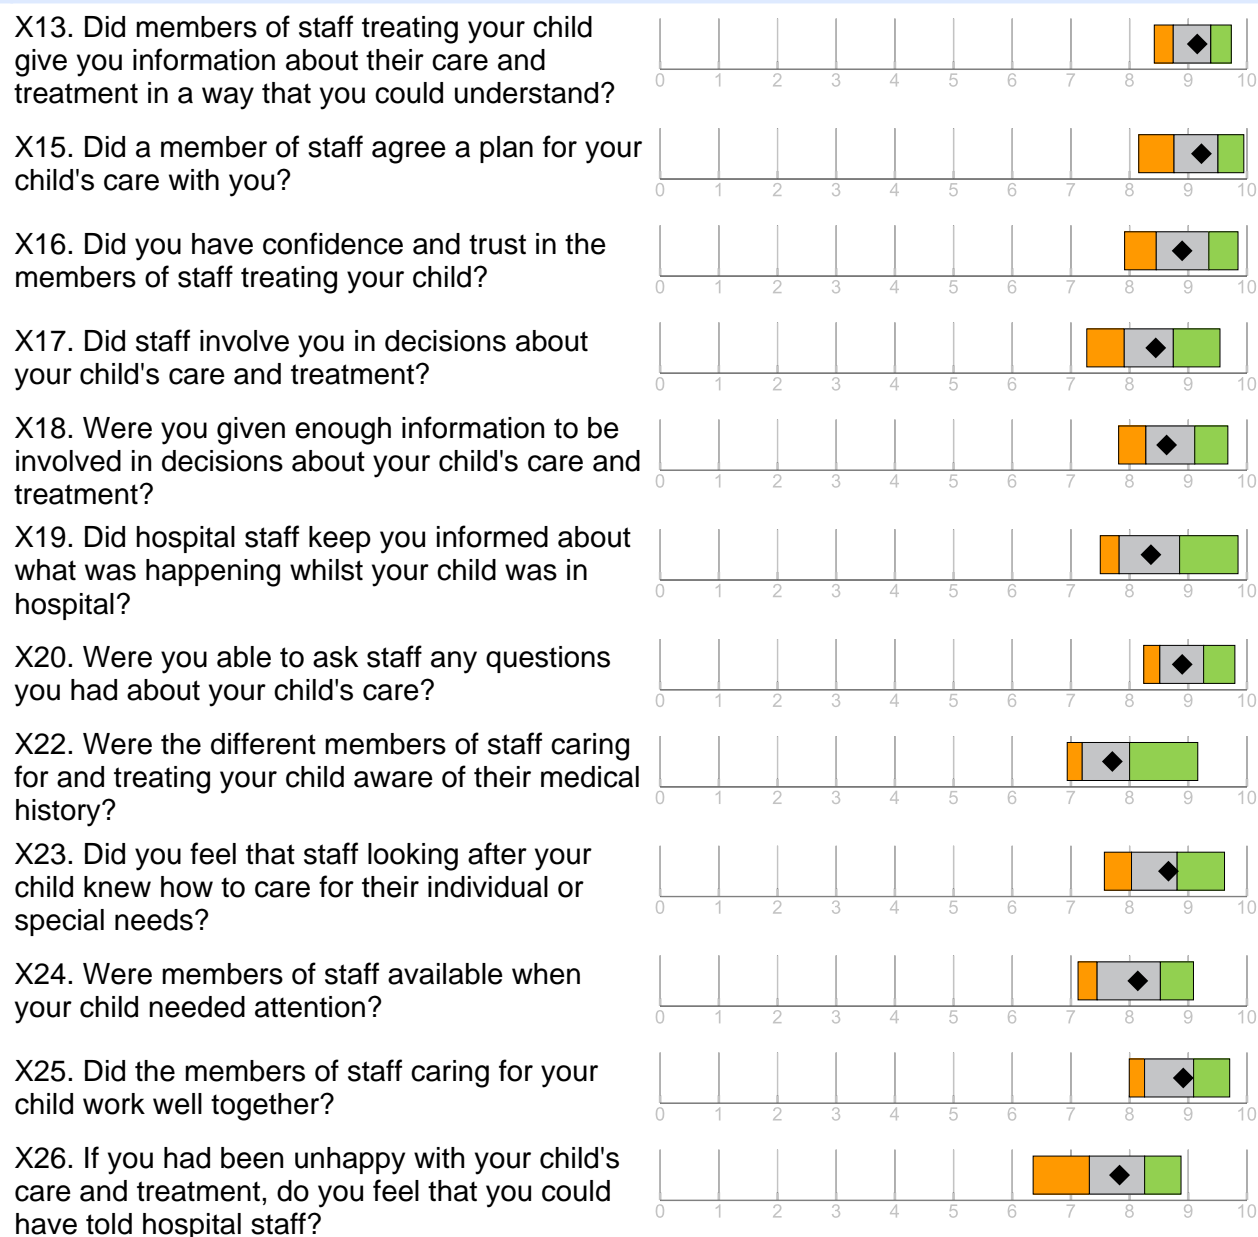 X13. Did members of staff treating your child
give you information about their care and
treatment in a way that you could understand?
0 1 2 3 4 5 6 7 8 9 10
X15. Did a member of staff agree a plan for your
child's care with you?
0 1 2 3 4 5 6 7 8 9 10
X16. Did you have confidence and trust in the
members of staff treating your child?
0 1 2 3 4 5 6 7 8 9 10
X17. Did staff involve you in decisions about
your child's care and treatment?
0 1 2 3 4 5 6 7 8 9 10
X18. Were you given enough information to be
involved in decisions about your child's care and
treatment?
0 1 2 3 4 5 6 7 8 9 10
X19. Did hospital staff keep you informed about
what was happening whilst your child was in
hospital?
0 1 2 3 4 5 6 7 8 9 10
X20. Were you able to ask staff any questions
you had about your child's care?
0 1 2 3 4 5 6 7 8 9 10
X22. Were the different members of staff caring
for and treating your child aware of their medical
history?
0 1 2 3 4 5 6 7 8 9 10
X23. Did you feel that staff looking after your
child knew how to care for their individual or
special needs?
0 1 2 3 4 5 6 7 8 9 10
X24. Were members of staff available when
your child needed attention?
0 1 2 3 4 5 6 7 8 9 10
X25. Did the members of staff caring for your
child work well together?
0 1 2 3 4 5 6 7 8 9 10
X26. If you had been unhappy with your child's
care and treatment, do you feel that you could
have told hospital staff?
0 1 2 3 4 5 6 7 8 9 10